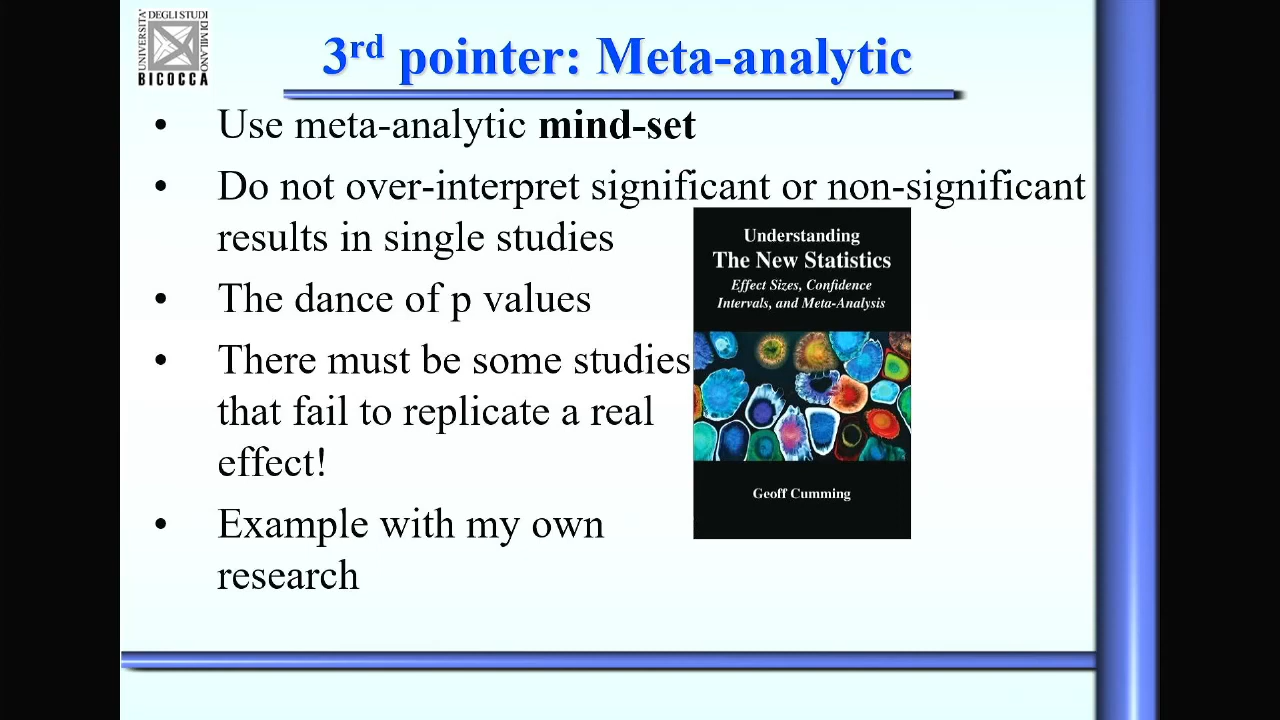 UNIVERSITA' DEGLI STUDI DI MILANO
BICOCCA
3rd pointer: Meta-analytic
• Use meta-analytic mind-set
• Do not over-interpret significant or non-significant
results in single studies
• The dance of p values
• There must be some studies
that fail to replicate a real
effect!
• Example with my own
research
Understanding
The New Statistics
Effect Sizes, Confidence
Intervals, and Meta-Analysis
Geoff Cumming